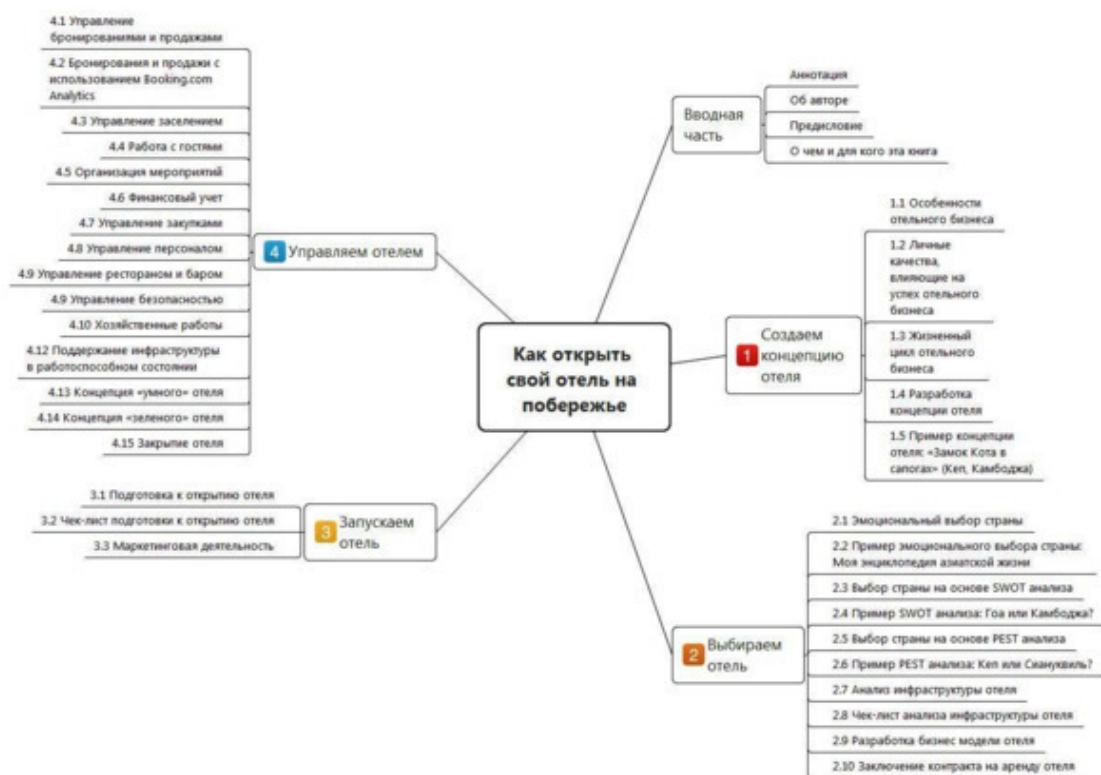 Как открыть
свой отель на
побережье
Вводная
часть
Аннотация
Об авторе
Предисловие
О чем и для кого эта книга
1 Создаем
концепцию
отеля
1.1 Особенности
отельного бизнеса
1.2 Личные
качества,
влияющие на
успех отельного
бизнеса
1.3 Жизненный
цикл отельного
бизнеса
1.4 Разработка
концепции отеля
1.5 Пример концепции
отеля: «Замок Кота в
сапогах» (Кеп, Камбоджа)
2 Выбираем
отель
2.1 Эмоциональный выбор страны
2.2 Пример эмоционального выбора страны:
Моя энциклопедия азиатской жизни
2.3 Выбор страны на основе SWOT анализа
2.4 Пример SWOT анализа: Гоа или Камбоджа?
2.5 Выбор страны на основе PEST анализа
2.6 Пример PEST анализа: Кеп или Сиануквиль?
2.7 Анализ инфраструктуры отеля
2.8 Чек-лист анализа инфраструктуры отеля
2.9 Разработка бизнес модели отеля
2.10 Заключение контракта на аренду отеля
3 Запускаем
отель
3.1 Подготовка к открытию отеля
3.2 Чек-лист подготовки к открытию отеля
3.3 Маркетинговая деятельность
4 Управляем отелем
4.1 Управление
бронированиями и продажами
4.2 Бронирования и продажи с
использованием Booking.com
Analytics
4.3 Управление заселением
4.4 Работа с гостями
4.5 Организация мероприятий
4.6 Финансовый учет
4.7 Управление закупками
4.8 Управление персоналом
4.9 Управление рестораном и баром
4.9 Управление безопасностью
4.10 Хозяйственные работы
4.12 Поддержание инфраструктуры
в работоспособном состоянии
4.13 Концепция «умного» отеля
4.14 Концепция «зеленого» отеля
4.15 Закрытие отеля